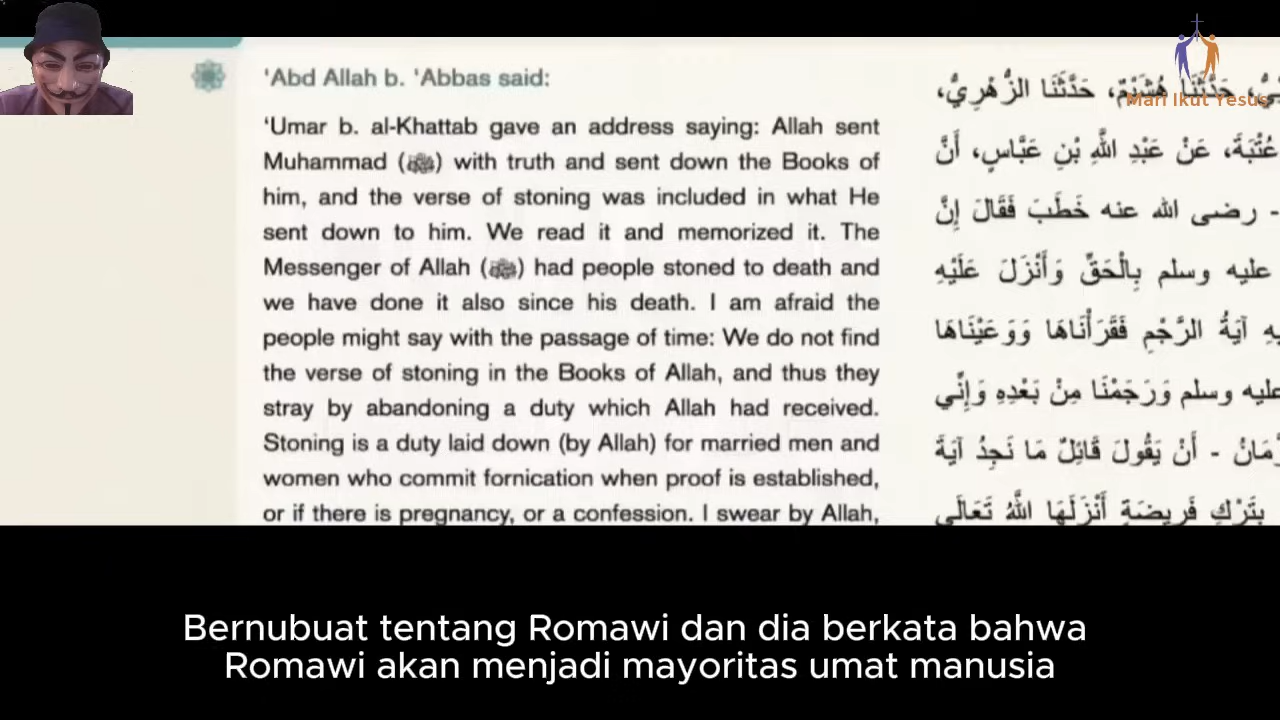 'Abd Allah b. 'Abbas said:
'Umar b. al-Khattab gave an address saying: Allah sent
Muhammad (ﷺ) with truth and sent down the Books of
him, and the verse of stoning was included in what He
sent down to him. We read it and memorized it. The
Messenger of Allah (ﷺ) had people stoned to death and
we have done it also since his death. I am afraid the
people might say with the passage of time: We do not find
the verse of stoning in the Books of Allah, and thus they
stray by abandoning a duty which Allah had received.
Stoning is a duty laid down (by Allah) for married men and
women who commit fornication when proof is established,
or if there is pregnancy, or a confession. I swear by Allah,
حَدَّثَنَا هُشَيْمٌ، حَدَّثَنَا الزُّهْرِيُّ،
عُتْبَةَ، عَنْ عَبْدِ اللَّهِ بْنِ عَبَّاسٍ، أَنَّ
- رضى الله عنه خَطَبَ فَقَالَ إِنَّ
عليه وسلم بِالْحَقِّ وَأَنْزَلَ عَلَيْهِ
آيَةُ الرَّجْمِ فَقَرَأْنَاهَا وَوَعَيْنَاهَا
عليه وسلم وَرَجَمْنَا مِنْ بَعْدِهِ وَإِنِّي
- أَنْ يَقُولَ قَائِلٌ مَا نَجِدُ آيَةَ
بِتَرْكِ فَرِيضَةٍ أَنْزَلَهَا اللَّهُ تَعَالَى
Mari Ikut Yesus
Bernubuat tentang Romawi dan dia berkata bahwa
Romawi akan menjadi mayoritas umat manusia